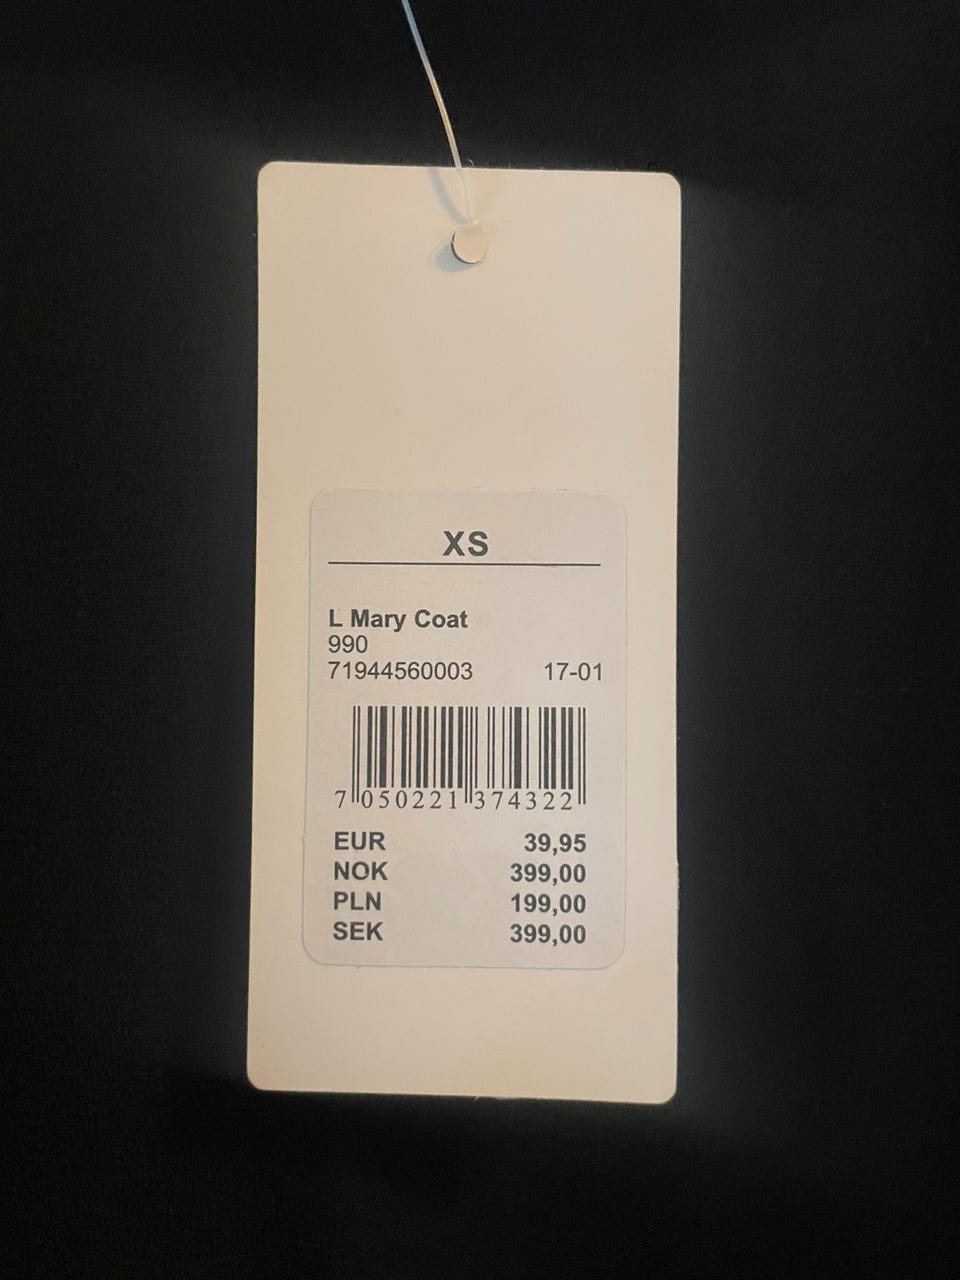 XS
L Mary Coat
990
71944560003 17-01
7 050221 374322
EUR 39,95
NOK 399,00
PLN 199,00
SEK 399,00